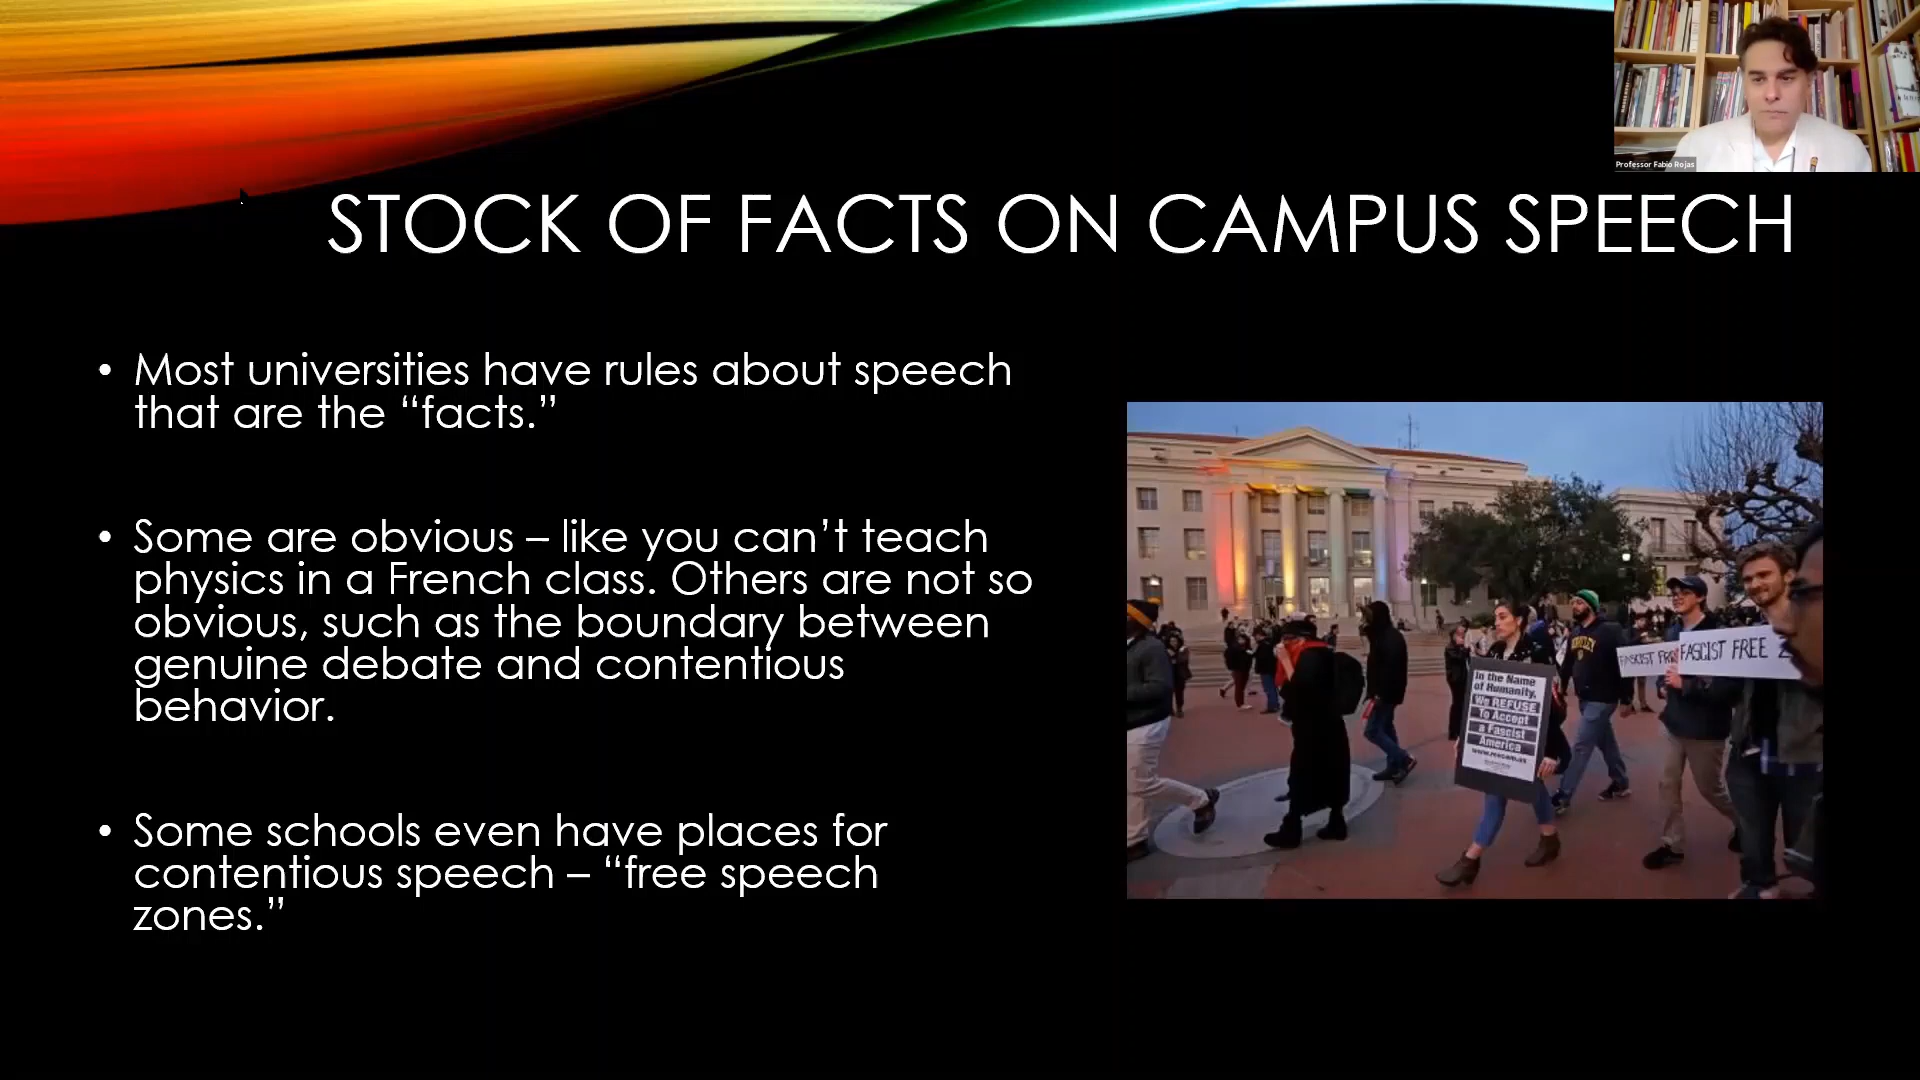 Professor Fabio Rojas
STOCK OF FACTS ON CAMPUS SPEECH
• Most universities have rules about speech
that are the “facts.”
• Some are obvious – like you can’t teach
physics in a French class. Others are not so
obvious, such as the boundary between
genuine debate and contentious
behavior.
• Some schools even have places for
contentious speech – “free speech
zones.”
In the Name
of Humanity,
We REFUSE
To Accept
a Fascist
America
FASCIST FRE
FASCIST FREE